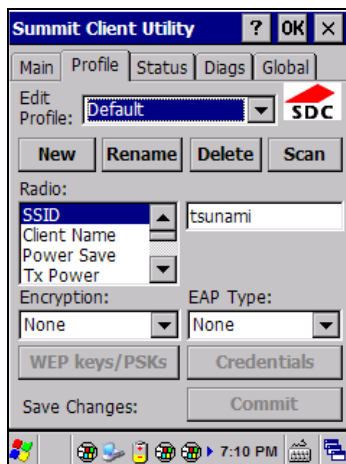 Summit Client Utility ? OK ×
Main Profile Status Diags Global
Edit
Profile: Default
SDC
New Rename Delete Scan
Radio:
SSID tsunami
Client Name
Power Save
Tx Power
Encryption: EAP Type:
None None
WEP keys/PSKs Credentials
Save Changes: Commit
7:10 PM